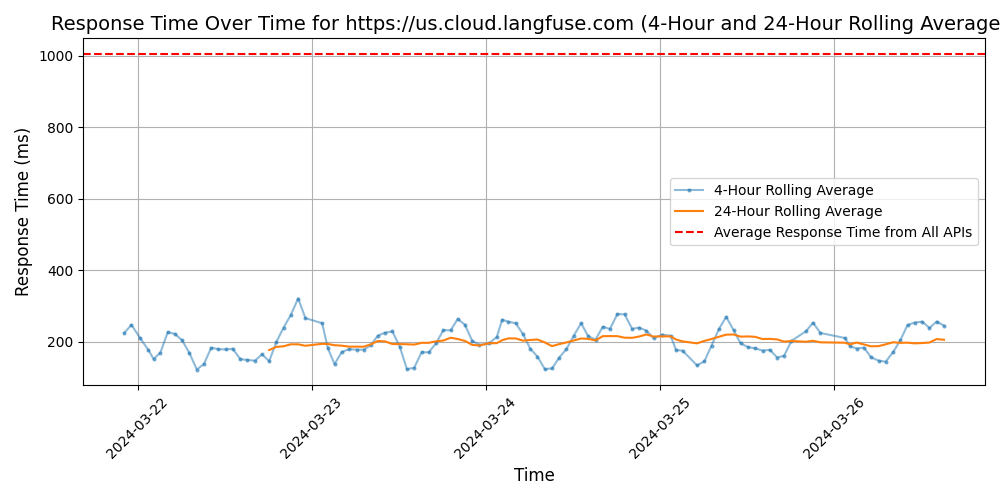 Response Time Over Time for https://us.cloud.langfuse.com (4-Hour and 24-Hour Rolling Average
Response Time (ms)
1000
800
600
400
200
4-Hour Rolling Average
24-Hour Rolling Average
Average Response Time from All APIs
2024-03-22
2024-03-23
2024-03-24
2024-03-25
2024-03-26
Time